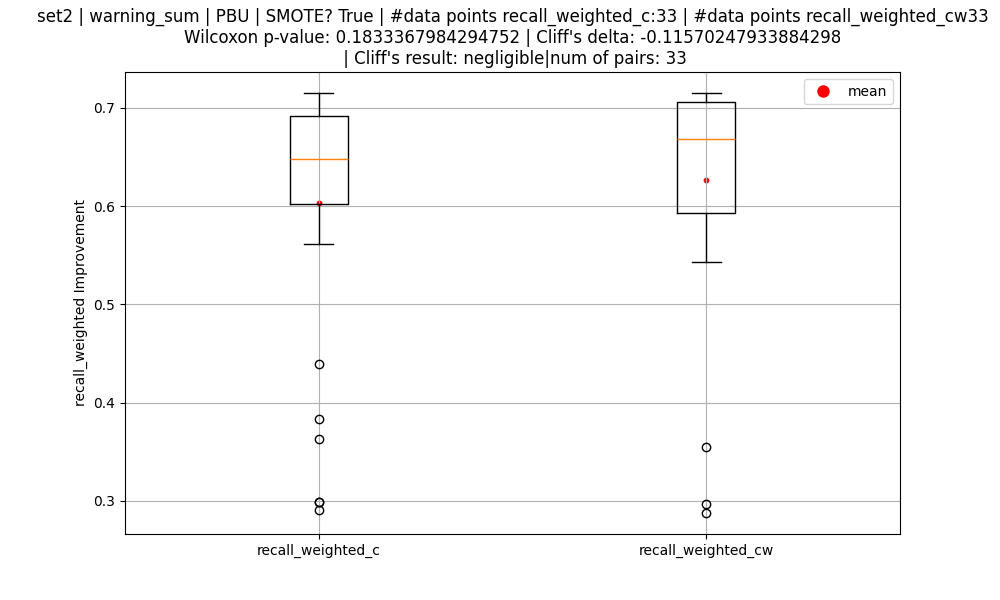 set2 | warning_sum | PBU | SMOTE? True | #data points recall_weighted_c:33 | #data points recall_weighted_cw33
Wilcoxon p-value: 0.1833367984294752 | Cliff's delta: -0.11570247933884298
| Cliff's result: negligible|num of pairs: 33
mean
0.7
0.6
0.5
0.4
0.3
recall_weighted Improvement
recall_weighted_c
recall_weighted_cw